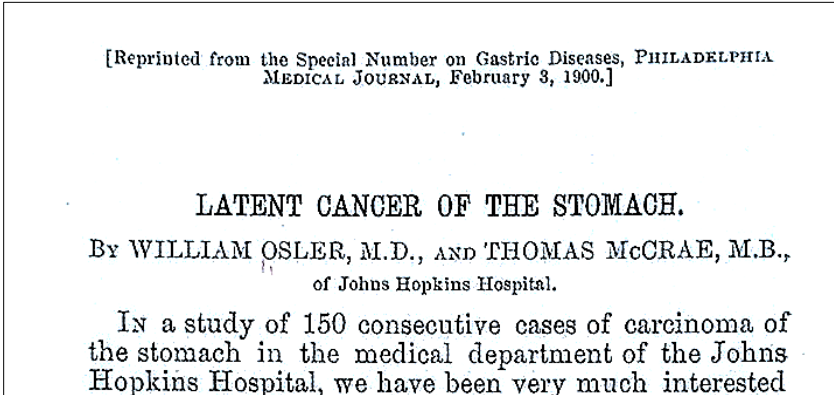 [Reprinted from the Special Number on Gastric Diseases, PHILADELPHIA
MEDICAL JOURNAL, February 3, 1900.]
LATENT CANCER OF THE STOMACH.
BY WILLIAM OSLER, M.D., AND THOMAS McCRAE, M.B.,
of Johns Hopkins Hospital.
IN a study of 150 consecutive cases of carcinoma of
the stomach in the medical department of the Johns
Hopkins Hospital, we have been very much interested